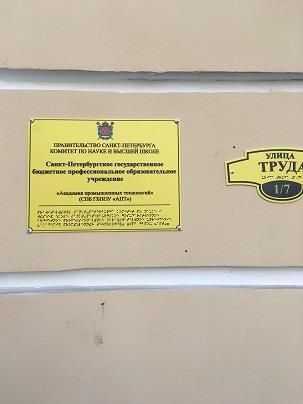 ПРАВИТЕЛЬСТВО САНКТ-ПЕТЕРБУРГА
КОМИТЕТ ПО НАУКЕ И ВЫСШЕЙ ШКОЛЕ
Санкт-Петербургское государственное
бюджетное профессиональное образовательное
учреждение
«Академия промышленных технологий»
(СПб ГБПОУ «АПТ»)
УЛИЦА
ТРУДА
1/7